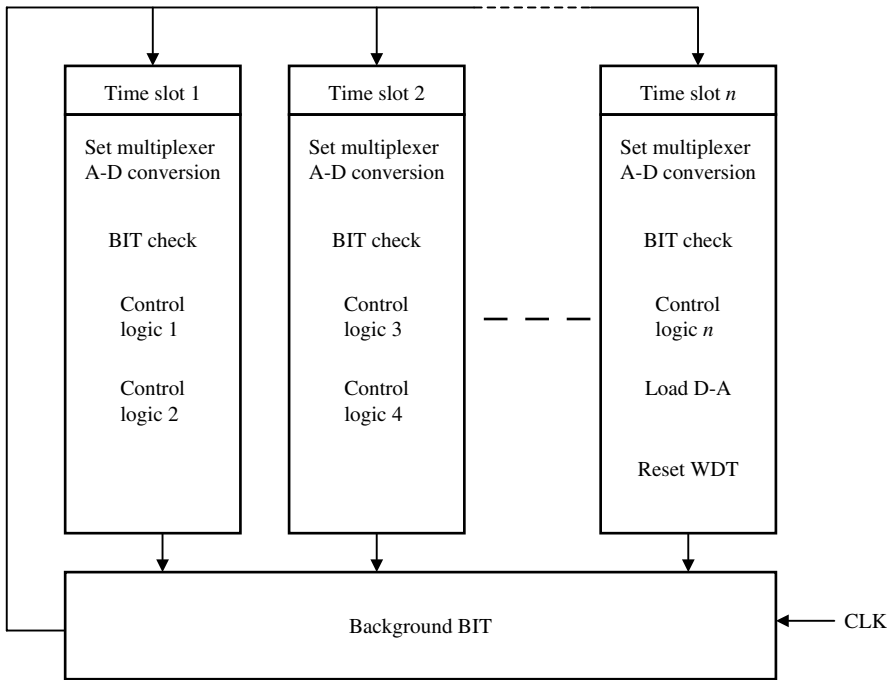 Time slot 1
Set multiplexer
A-D conversion
BIT check
Control
logic 1
Control
logic 2
Time slot 2
Set multiplexer
A-D conversion
BIT check
Control
logic 3
Control
logic 4
Time slot n
Set multiplexer
A-D conversion
BIT check
Control
logic n
Load D-A
Reset WDT
Background BIT
CLK